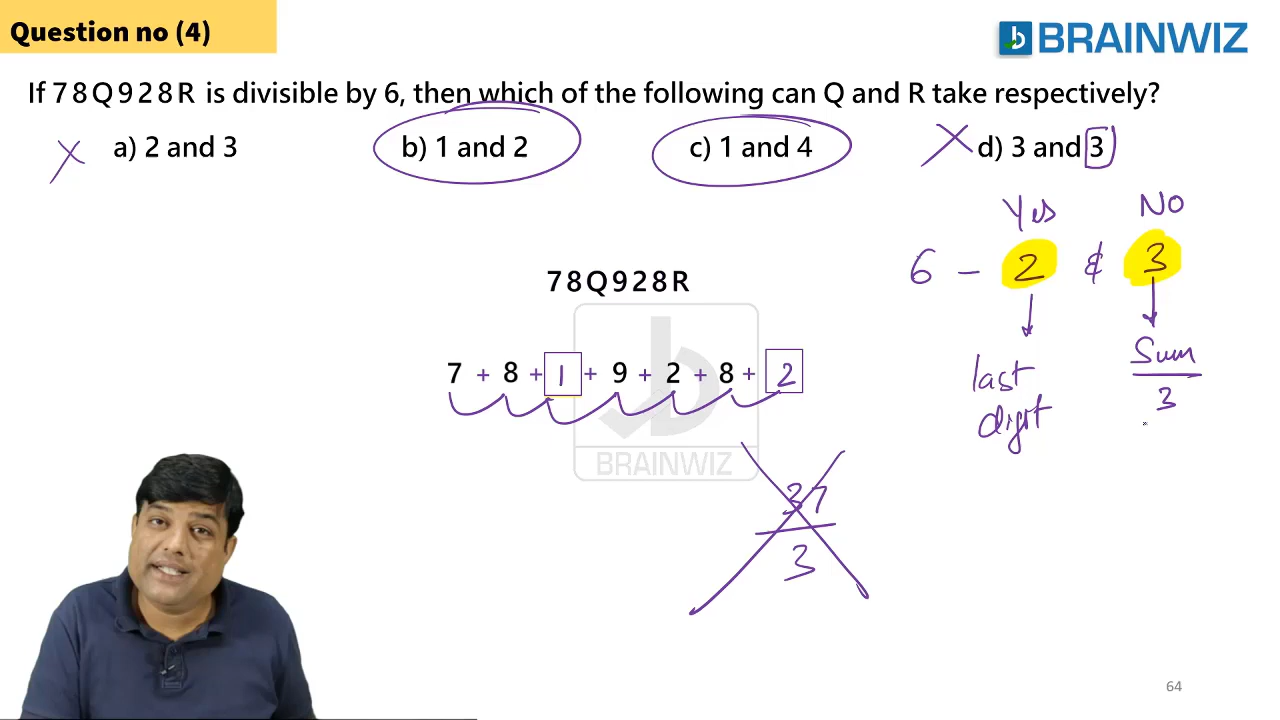 Question no (4)
BRAINWIZ
If 78Q928R is divisible by 6, then which of the following can Q and R take respectively?
a) 2 and 3 b) 1 and 2 c) 1 and 4 d) 3 and 3
Yes No
6 - 2 & 3
78Q928R
7 + 8 + 1 + 9 + 2 + 8 + 2
last
digit
Sum
3
BRAINWIZ
37
3
64